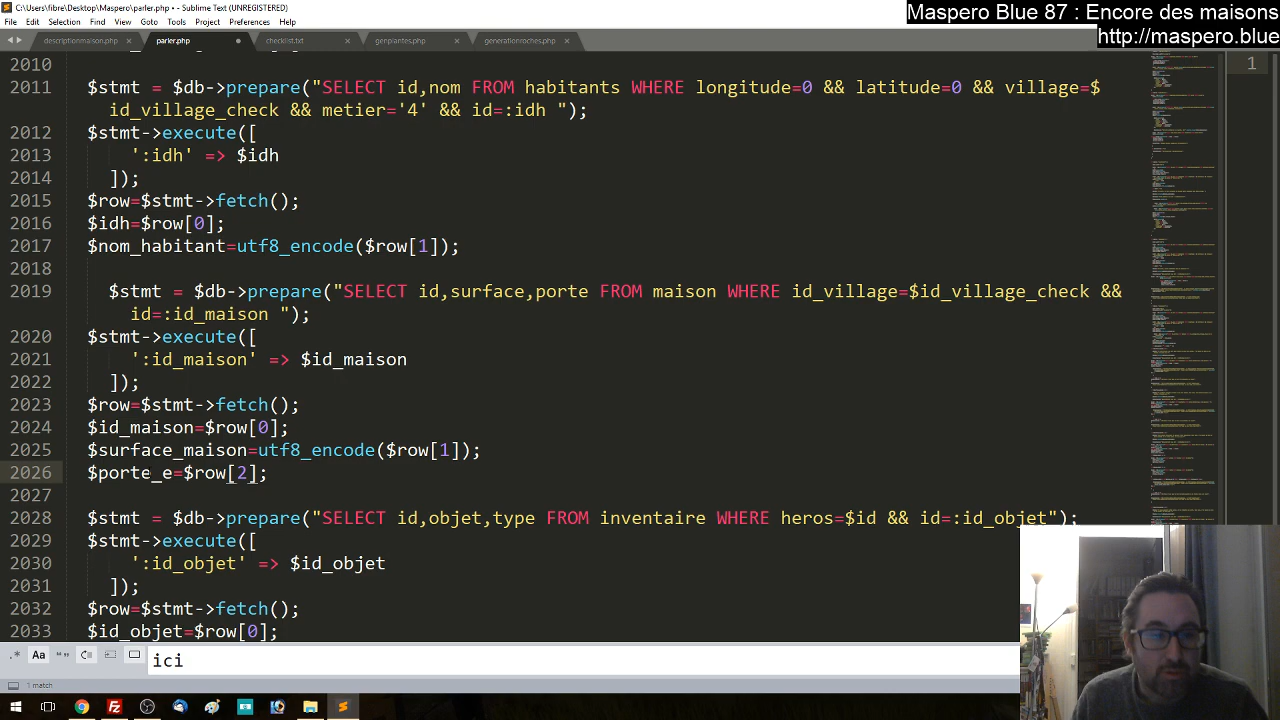 C:\Users\fibre\Desktop\Maspero\parler.php • - Sublime Text (UNREGISTERED)
Maspero Blue 87 : Encore des maisons
http://maspero.blue
File Edit Selection Find View Goto Tools Project Preferences Help
descriptionmaison.php parler.php checklist.txt genplantes.php generationroches.php
2010
2011 $stmt = $db->prepare("SELECT id,nom FROM habitants WHERE longitude=0 && latitude=0 && village=$
id_village_check && metier='4' && id=:idh ");
2012 $stmt->execute([
2013 ':idh' => $idh
2014 ]);
2015 $row=$stmt->fetch();
2016 $idh=$row[0];
2017 $nom_habitant=utf8_encode($row[1]);
2018
2019 $stmt = $db->prepare("SELECT id,surface,porte FROM maison WHERE id_village=$id_village_check &&
id=:id_maison ");
2020 $stmt->execute([
2021 ':id_maison' => $id_maison
2022 ]);
2023 $row=$stmt->fetch();
2024 $id_maison=$row[0];
2025 $surface_maison=utf8_encode($row[1]);
2026 $porte_e=$row[2];
2027
2028 $stmt = $db->prepare("SELECT id,objet,type FROM inventaire WHERE heros=$id && id=:id_objet");
2029 $stmt->execute([
2030 ':id_objet' => $id_objet
2031 ]);
2032 $row=$stmt->fetch();
2033 $id_objet=$row[0];
1
.* Aa "" ici
1 match